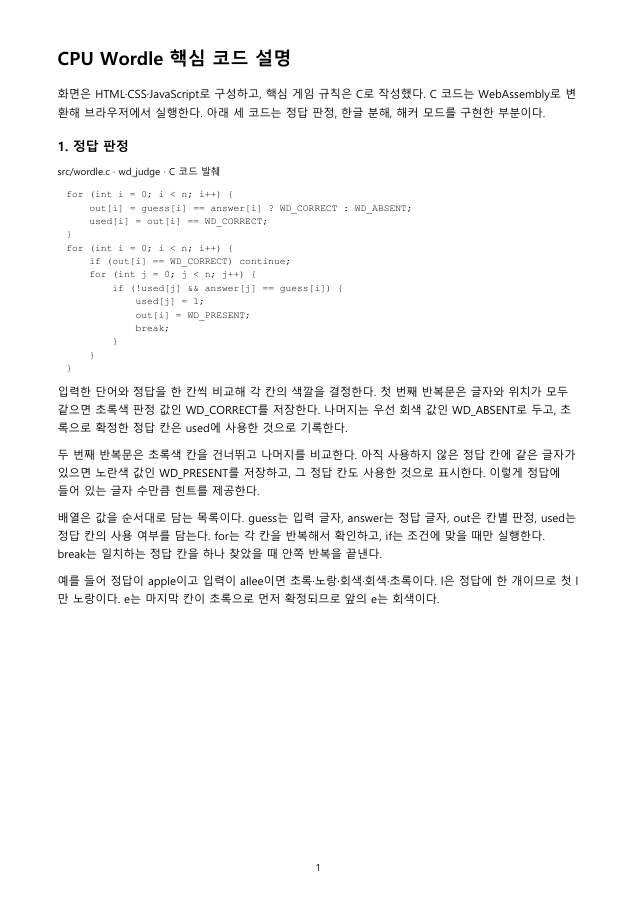 CPU Wordle 핵심 코드 설명
화면은 HTML·CSS·JavaScript로 구성하고, 핵심 게임 규칙은 C로 작성했다. C 코드는 WebAssembly로 변
환해 브라우저에서 실행한다. 아래 세 코드는 정답 판정, 한글 분해, 해커 모드를 구현한 부분이다.
1. 정답 판정
src/wordle.c · wd_judge · C 코드 발췌
for (int i = 0; i < n; i++) {
    out[i] = guess[i] == answer[i] ? WD_CORRECT : WD_ABSENT;
    used[i] = out[i] == WD_CORRECT;
}
for (int i = 0; i < n; i++) {
    if (out[i] == WD_CORRECT) continue;
    for (int j = 0; j < n; j++) {
        if (!used[j] && answer[j] == guess[i]) {
            used[j] = 1;
            out[i] = WD_PRESENT;
            break;
        }
    }
}
입력한 단어와 정답을 한 칸씩 비교해 각 칸의 색깔을 결정한다. 첫 번째 반복문은 글자와 위치가 모두
같으면 초록색 판정 값인 WD_CORRECT를 저장한다. 나머지는 우선 회색 값인 WD_ABSENT로 두고, 초
록으로 확정한 정답 칸은 used에 사용한 것으로 기록한다.
두 번째 반복문은 초록색 칸을 건너뛰고 나머지를 비교한다. 아직 사용하지 않은 정답 칸에 같은 글자가
있으면 노란색 값인 WD_PRESENT를 저장하고, 그 정답 칸도 사용한 것으로 표시한다. 이렇게 정답에
들어 있는 글자 수만큼 힌트를 제공한다.
배열은 값을 순서대로 담는 목록이다. guess는 입력 글자, answer는 정답 글자, out은 칸별 판정, used는
정답 칸의 사용 여부를 담는다. for는 각 칸을 반복해서 확인하고, if는 조건에 맞을 때만 실행한다.
break는 일치하는 정답 칸을 하나 찾았을 때 안쪽 반복을 끝낸다.
예를 들어 정답이 apple이고 입력이 allee이면 초록·노랑·회색·회색·초록이다. l은 정답에 한 개이므로 첫 l
만 노랑이다. e는 마지막 칸이 초록으로 먼저 확정되므로 앞의 e는 회색이다.
1